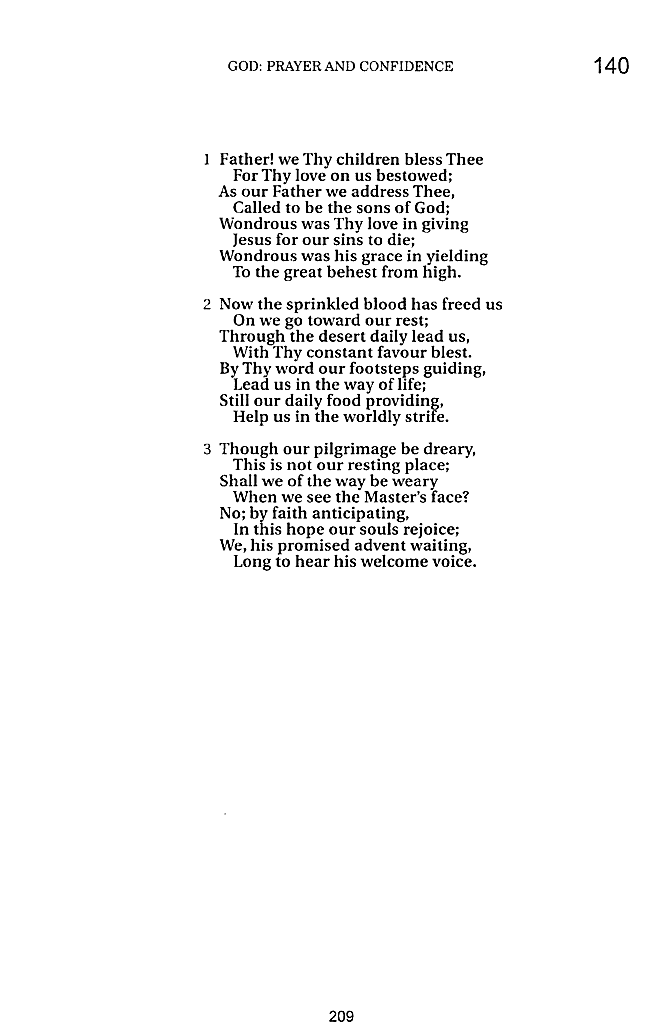 GOD: PRAYER AND CONFIDENCE 140
1 Father! we Thy children bless Thee
For Thy love on us bestowed;
As our Father we address Thee,
Called to be the sons of God;
Wondrous was Thy love in giving
Jesus for our sins to die;
Wondrous was his grace in yielding
To the great behest from high.
2 Now the sprinkled blood has freed us
On we go toward our rest;
Through the desert daily lead us,
With Thy constant favour blest.
By Thy word our footsteps guiding,
Lead us in the way of life;
Still our daily food providing,
Help us in the worldly strife.
3 Though our pilgrimage be dreary,
This is not our resting place;
Shall we of the way be weary
When we see the Master's face?
No; by faith anticipating,
In this hope our souls rejoice;
We, his promised advent waiting,
Long to hear his welcome voice.
209